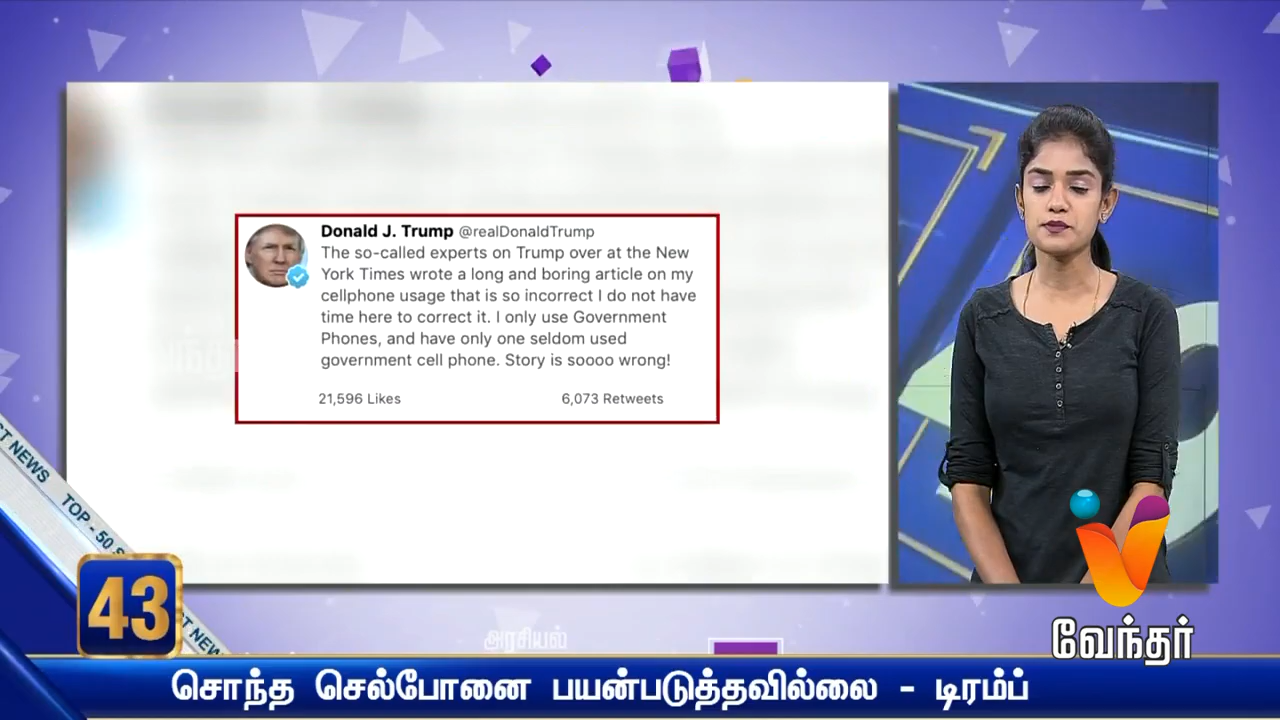 Donald J. Trump @realDonaldTrump
The so-called experts on Trump over at the New
York Times wrote a long and boring article on my
cellphone usage that is so incorrect I do not have
time here to correct it. I only use Government
Phones, and have only one seldom used
government cell phone. Story is soooo wrong!
21,596 Likes 6,073 Retweets
NEWS TOP - 50
43
அரசியல்
வேந்தர்
சொந்த செல்போனை பயன்படுத்தவில்லை - டிரம்ப்